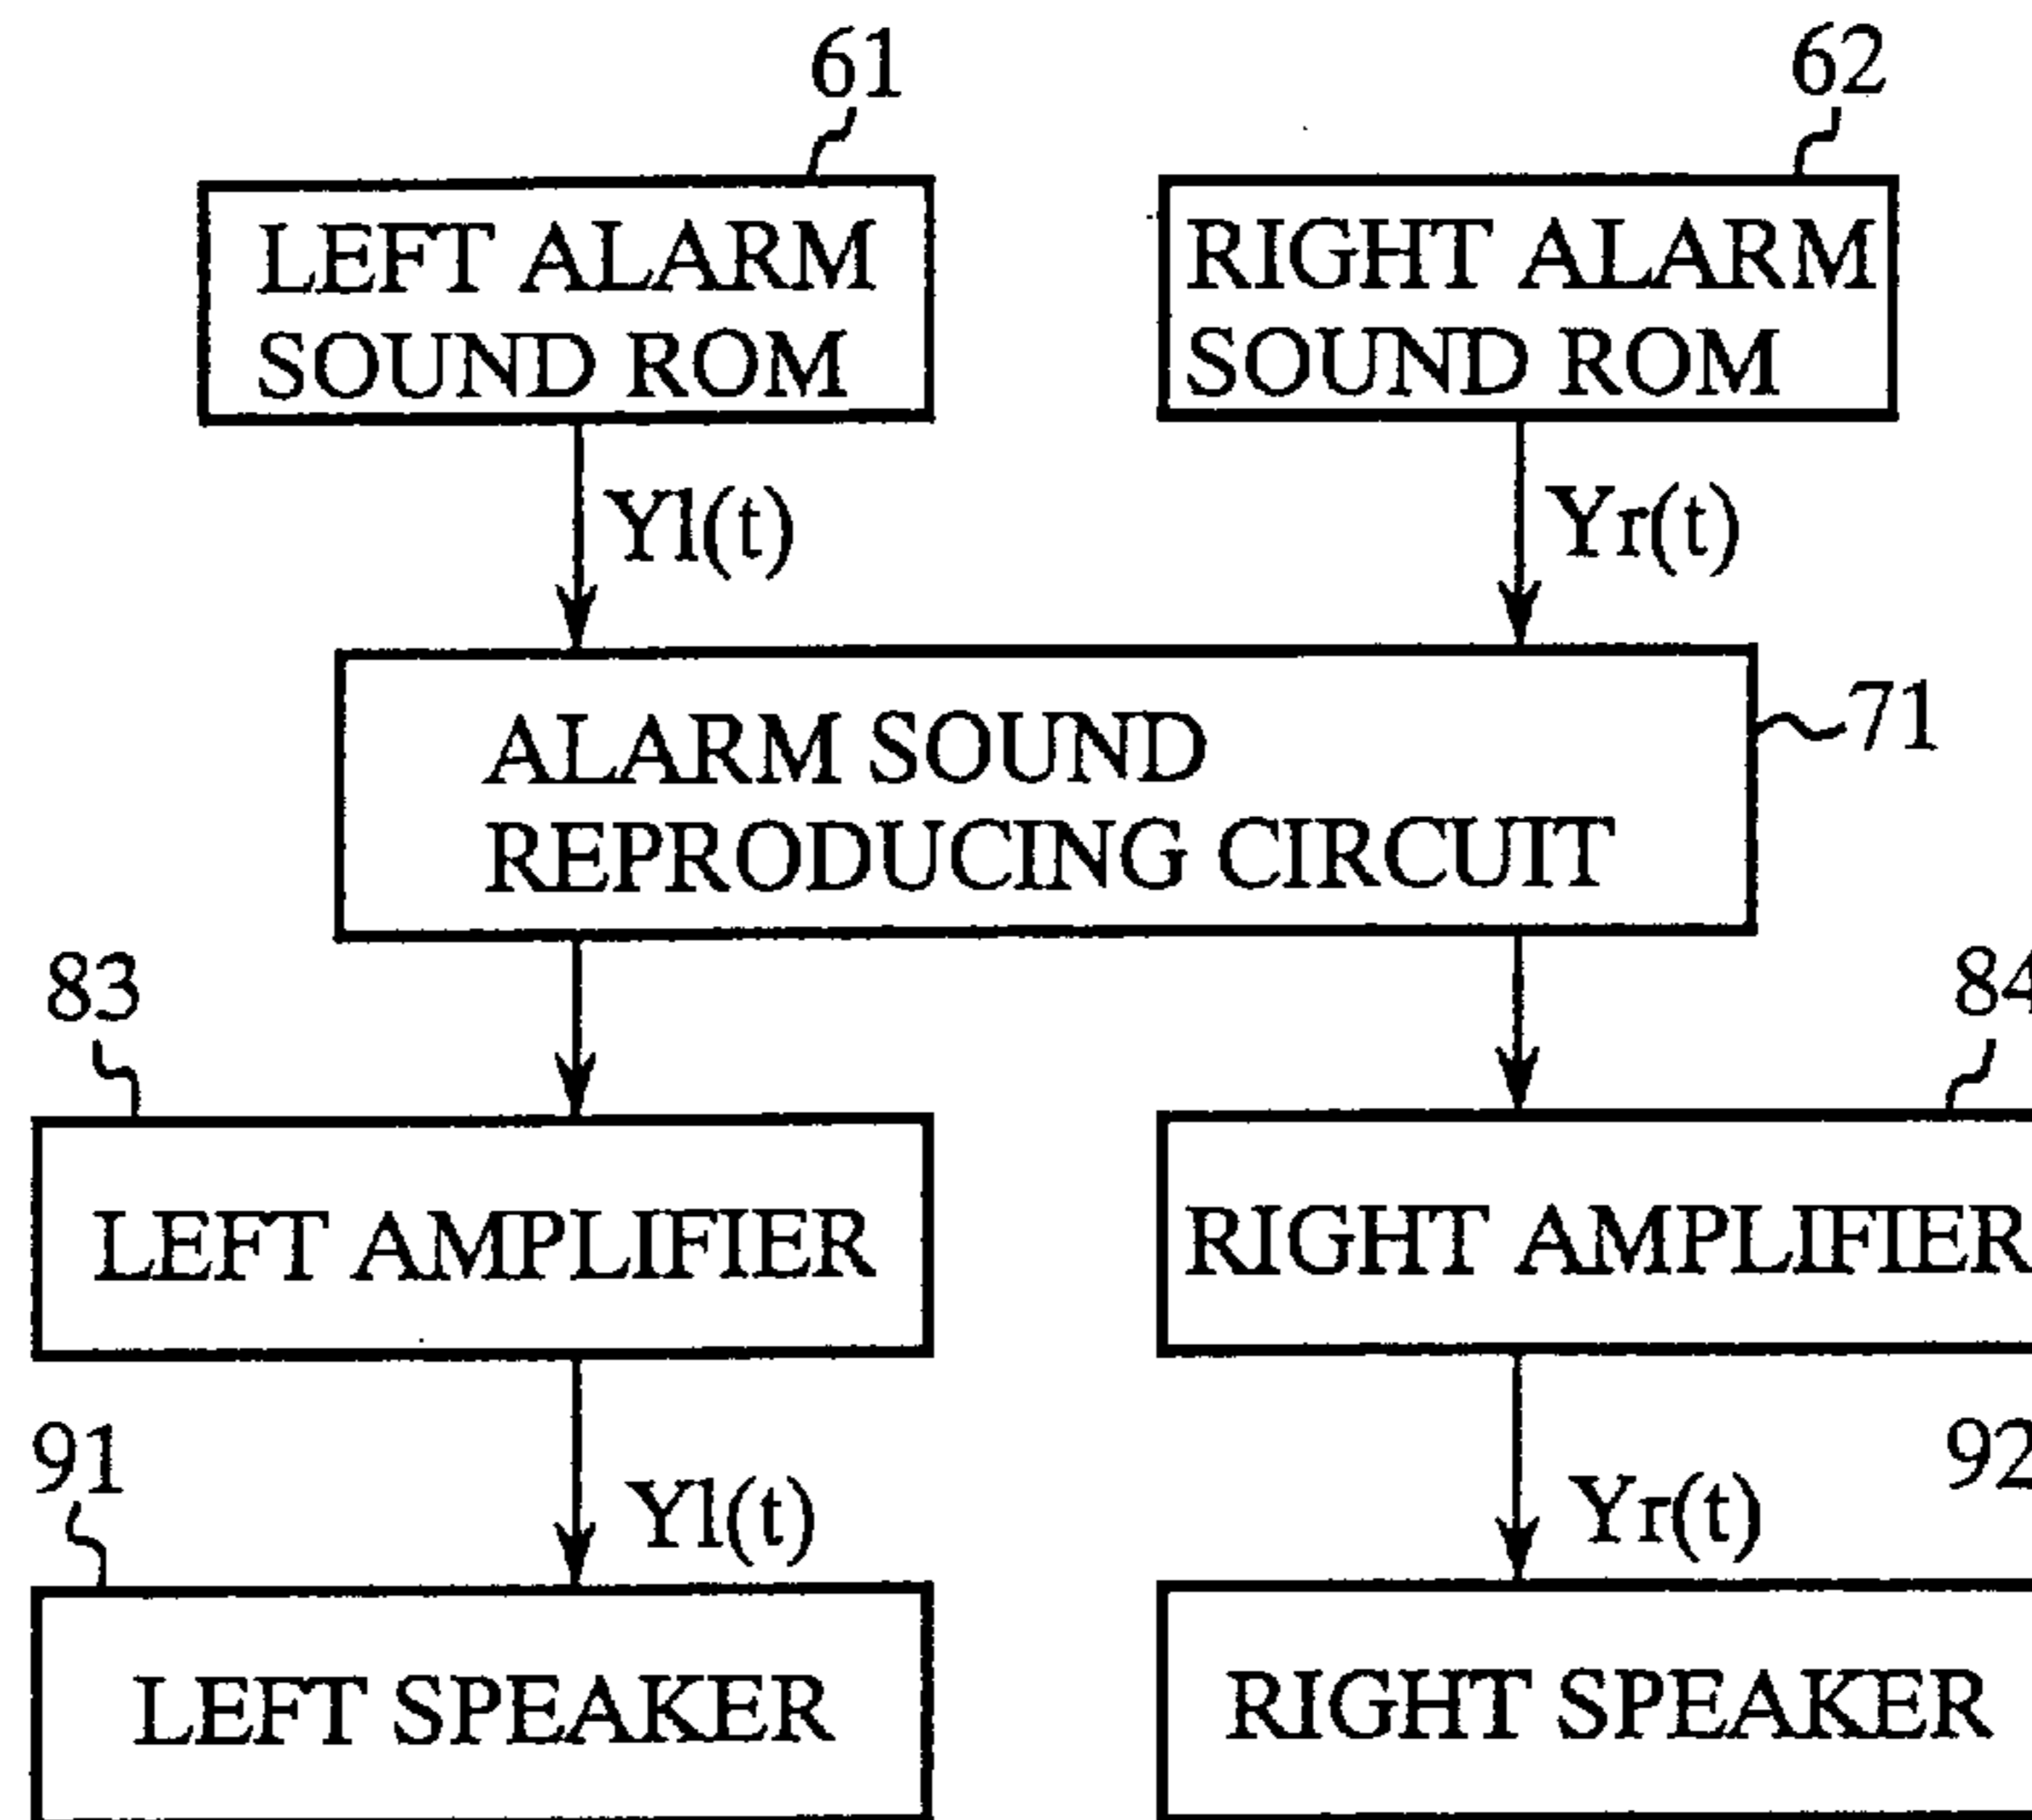 61
62
LEFT ALARM
SOUND ROM
RIGHT ALARM
SOUND ROM
Yl(t)
Yr(t)
ALARM SOUND
REPRODUCING CIRCUIT
71
83
84
LEFT AMPLIFIER
RIGHT AMPLIFIER
91
Yl(t)
Yr(t)
92
LEFT SPEAKER
RIGHT SPEAKER